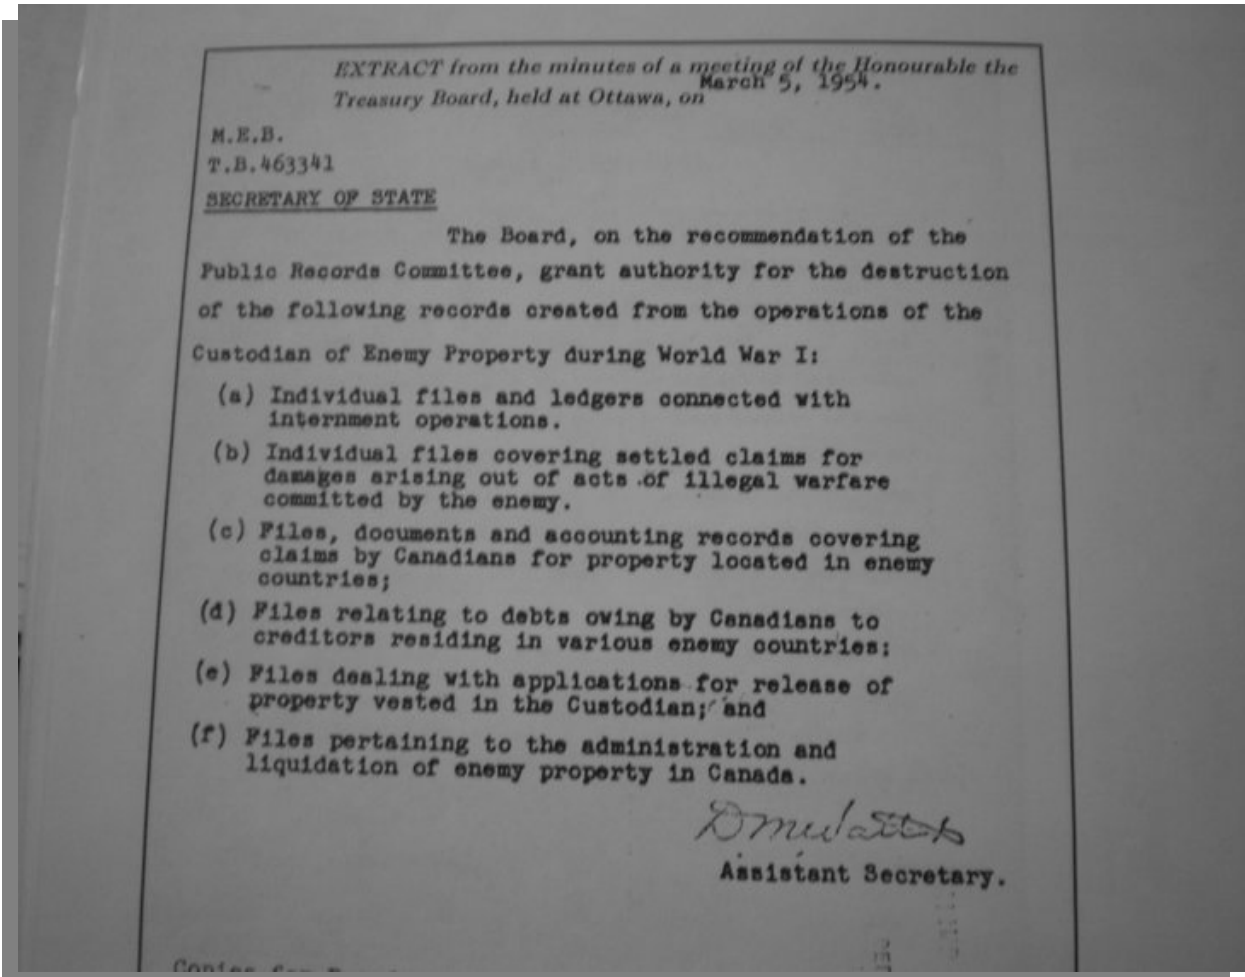 EXTRACT from the minutes of a meeting of the Honourable the
Treasury Board, held at Ottawa, on March 5, 1954.
M.E.B.
T.B.463341
SECRETARY OF STATE
The Board, on the recommendation of the
Public Records Committee, grant authority for the destruction
of the following records created from the operations of the
Custodian of Enemy Property during World War I:
(a) Individual files and ledgers connected with
internment operations.
(b) Individual files covering settled claims for
damages arising out of acts of illegal warfare
committed by the enemy.
(c) Files, documents and accounting records covering
claims by Canadians for property located in enemy
countries;
(d) Files relating to debts owing by Canadians to
creditors residing in various enemy countries;
(e) Files dealing with applications for release of
property vested in the Custodian; and
(f) Files pertaining to the administration and
liquidation of enemy property in Canada.
Assistant Secretary.
Copies for